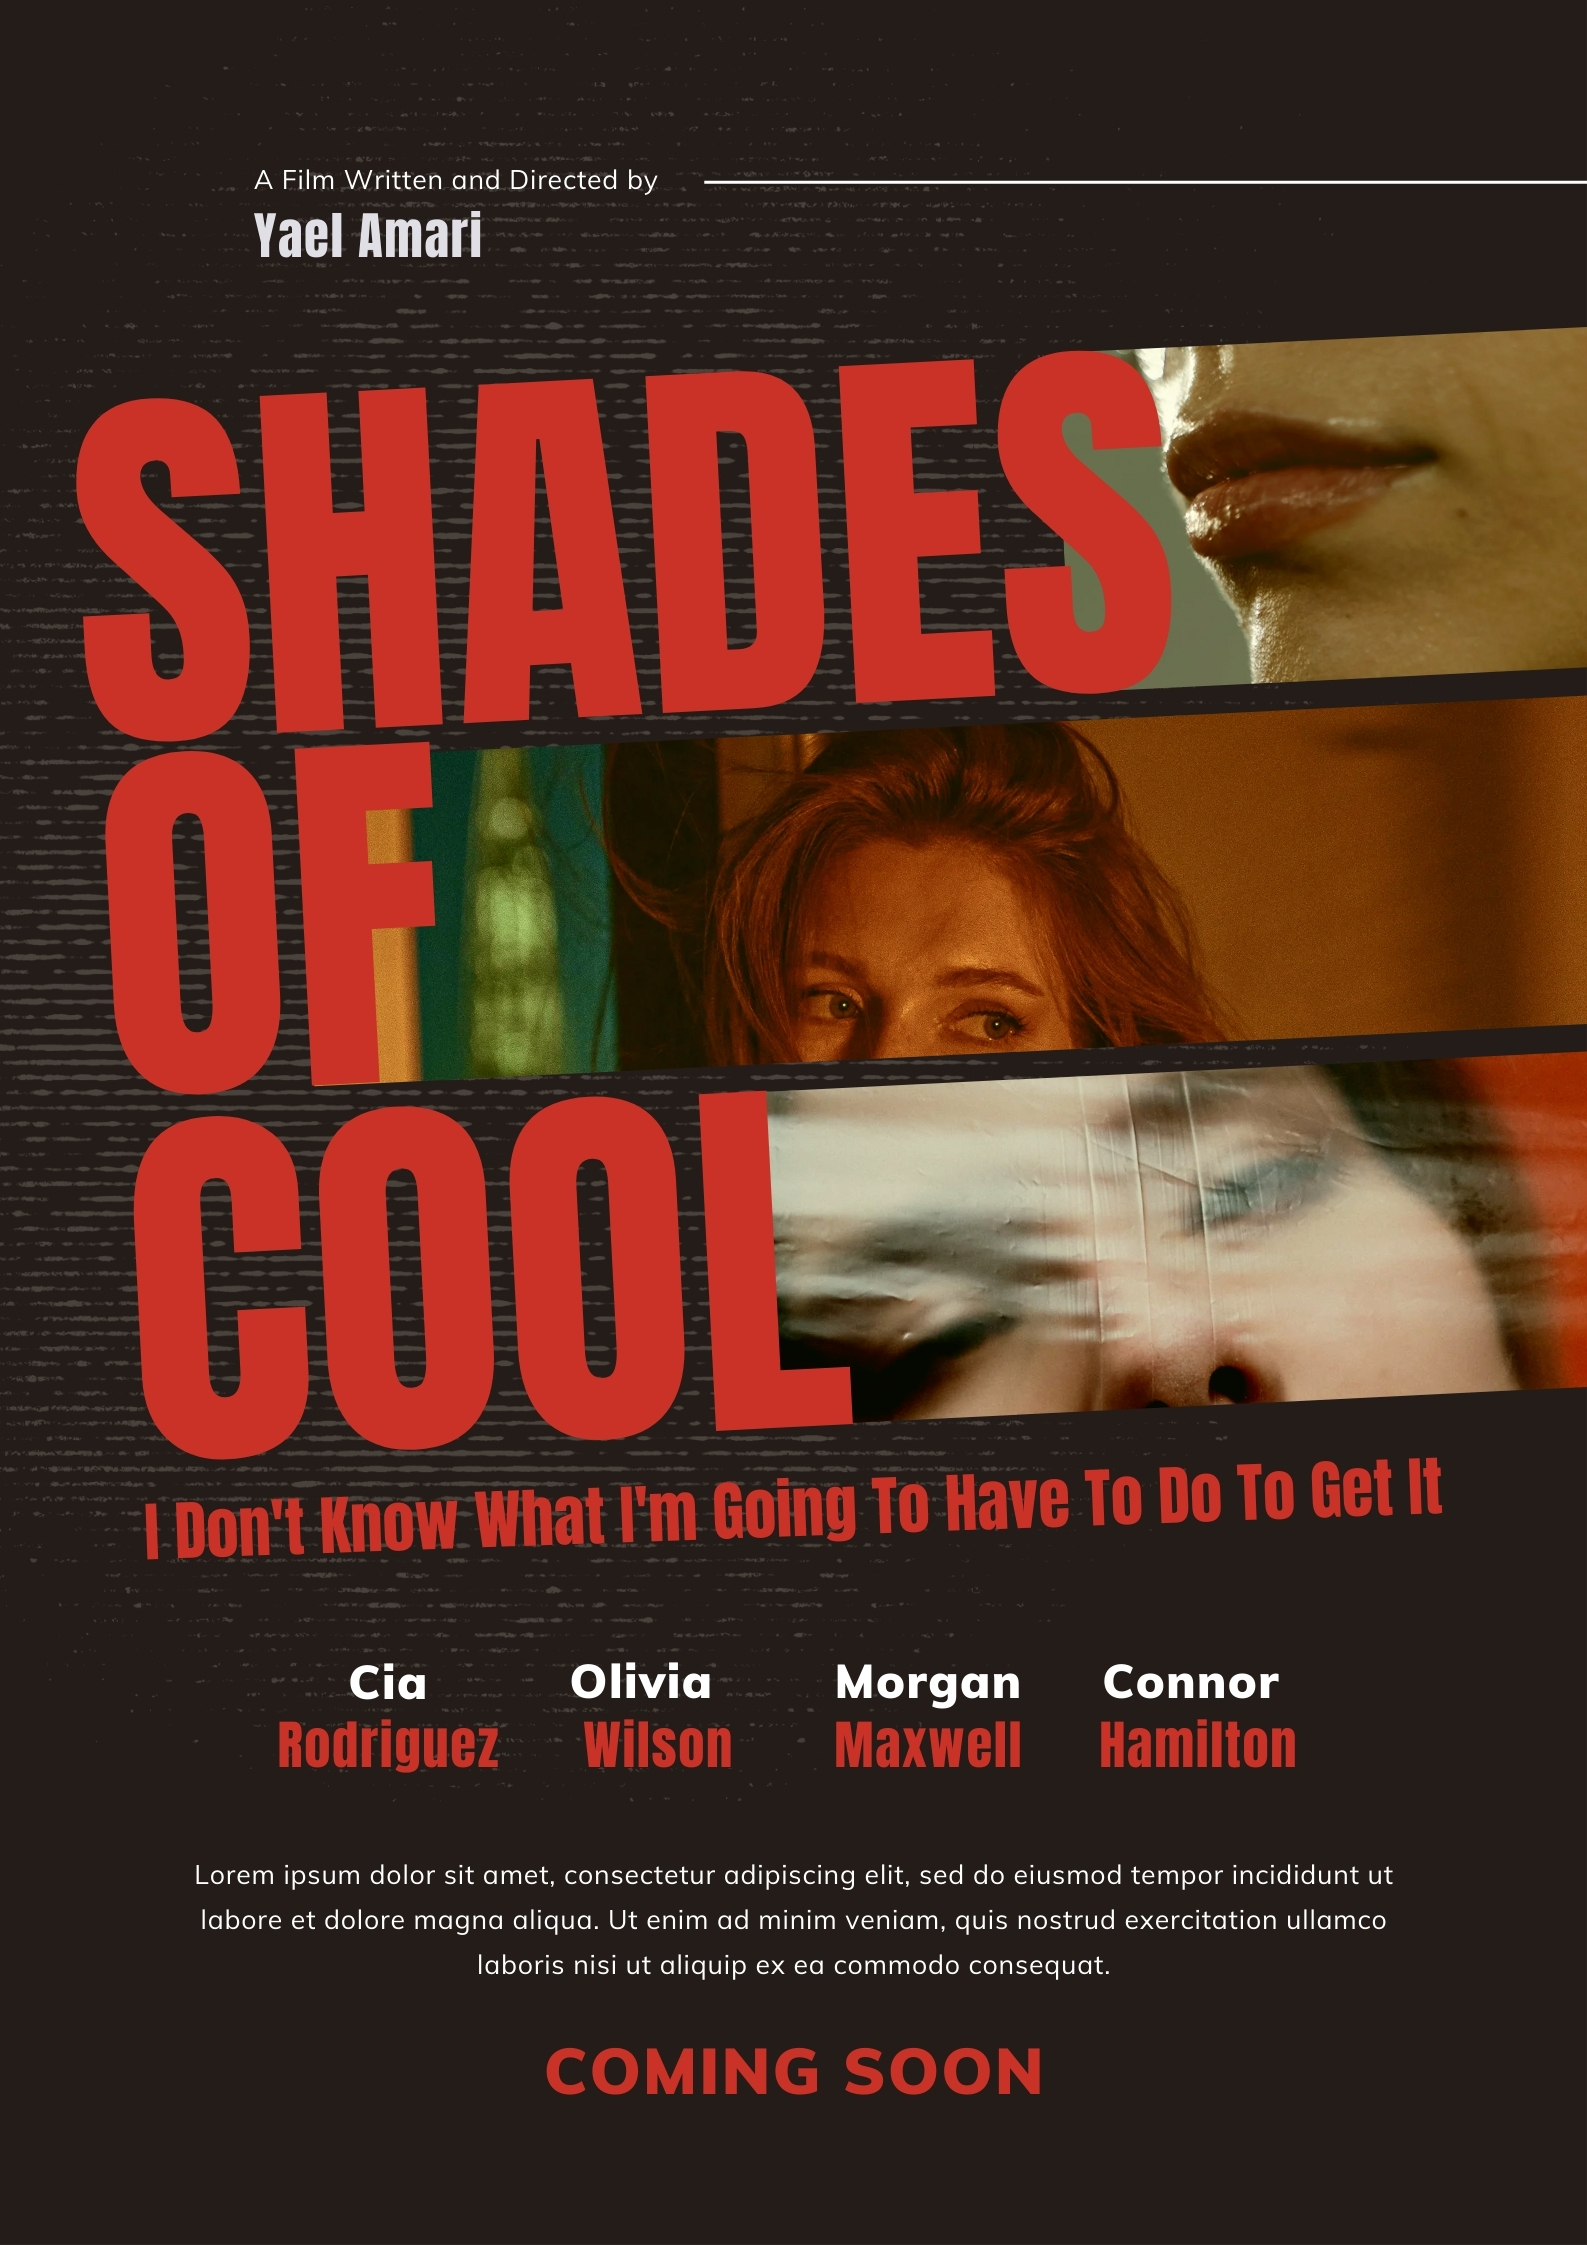 A Film Written and Directed by
Yael Amari
SHADES
OF
COOL
I Don't Know What I'm Going To Have To Do To Get It
Cia Olivia Morgan Connor
Rodriguez Wilson Maxwell Hamilton
Lorem ipsum dolor sit amet, consectetur adipiscing elit, sed do eiusmod tempor incididunt ut
labore et dolore magna aliqua. Ut enim ad minim veniam, quis nostrud exercitation ullamco
laboris nisi ut aliquip ex ea commodo consequat.
COMING SOON